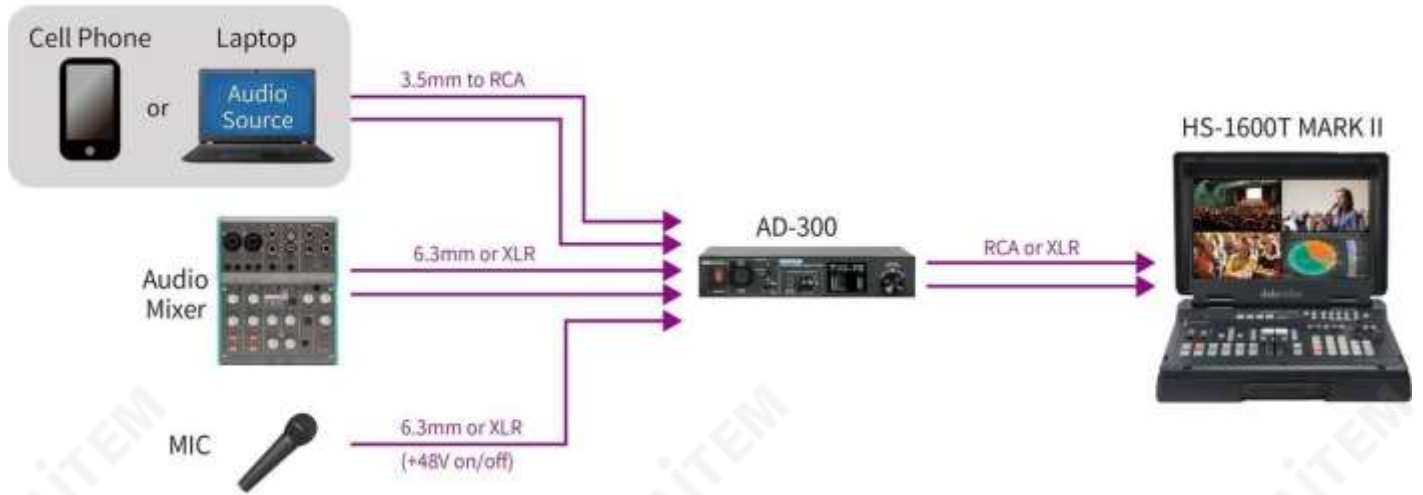 Cell Phone
Laptop
or
Audio
Source
3.5mm to RCA
HS-1600T MARK II
AD-300
6.3mm or XLR
RCA or XLR
Audio
Mixer
datavideo
MIC
6.3mm or XLR
(+48V on/off)